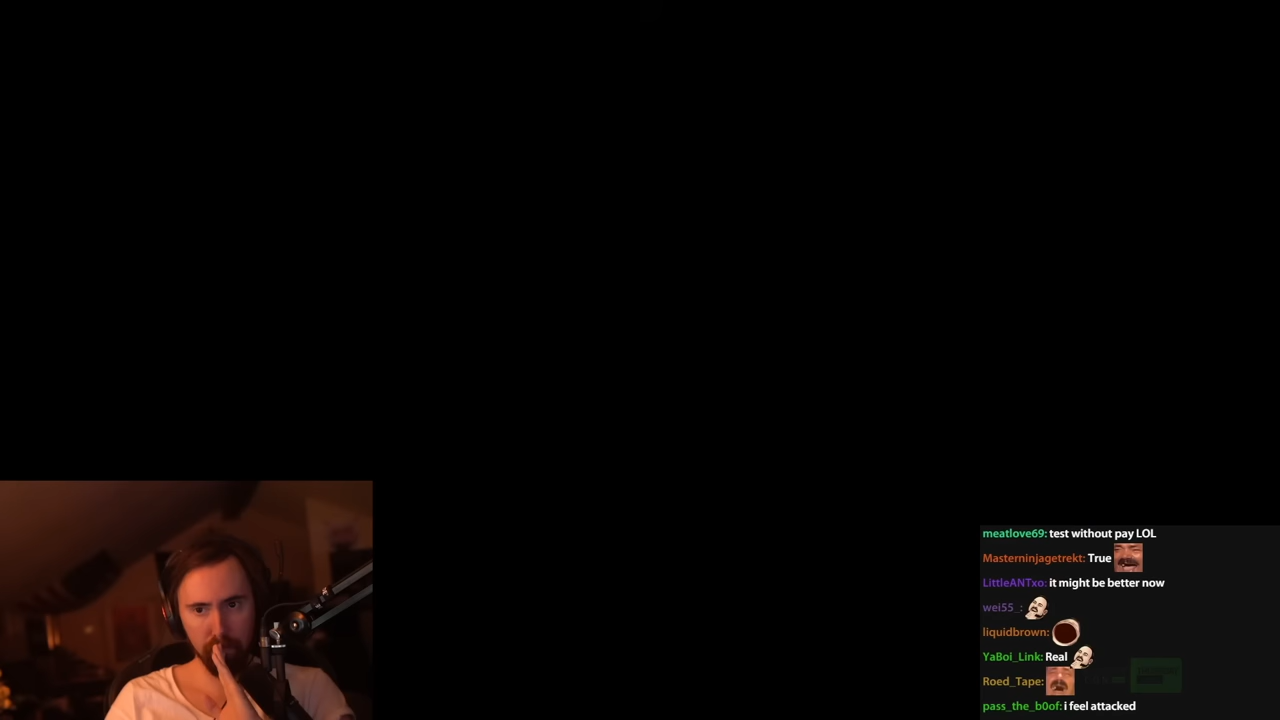 meatlove69: test without pay LOL
Masterninjagetrekt: True
LittleANTxo: it might be better now
wei55_:
liquidbrown:
YaBoi_Link: Real
Roed_Tape:
pass_the_b0of: i feel attacked